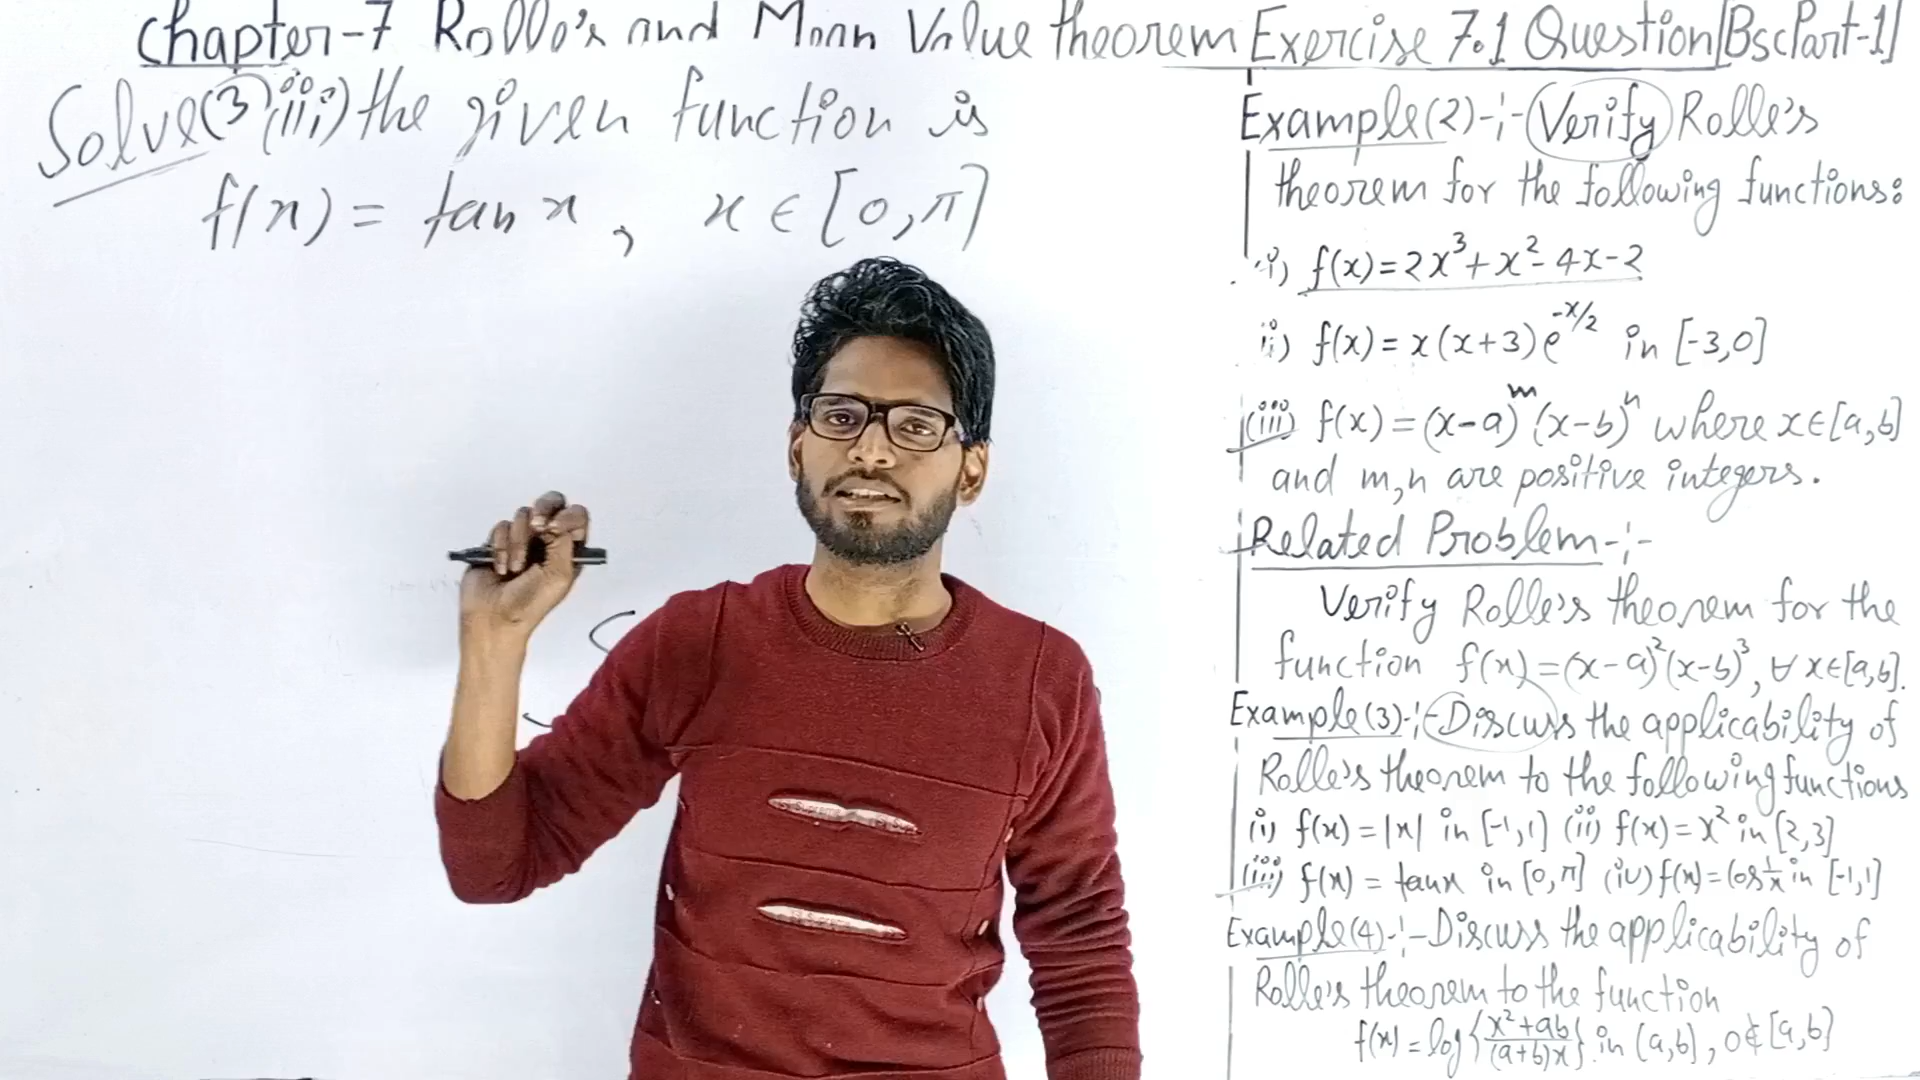 Chapter-7 Rolle's and Mean Value theorem Exercise 7.1 Question [Bsc Part-1]
Solve(3)(iii) the given function is
f(x) = tan x, x ∈ [0,π]
Example(2)-:- Verify Rolle's
theorem for the following functions:
(i) f(x)=2x³+x²-4x-2
(ii) f(x)=x(x+3)e^{-x/2} in [-3,0]
(iii) f(x)=(x-a)^m (x-b)^n where x∈[a,b]
and m,n are positive integers.
Related Problem-:-
Verify Rolle's theorem for the
function f(x)=(x-a)²(x-b)³, ∀ x∈[a,b].
Example(3)-:-Discuss the applicability of
Rolle's theorem to the following functions
(i) f(x)=|x| in [-1,1] (ii) f(x)=x² in [2,3]
(iii) f(x) = tanx in [0,π] (iv) f(x)=Cos 1/x in [-1,1]
Example(4)-:-Discuss the applicability of
Rolle's theorem to the function
f(x)=log{(x²+ab)/((a+b)x)} in [a,b], 0∉[a,b]